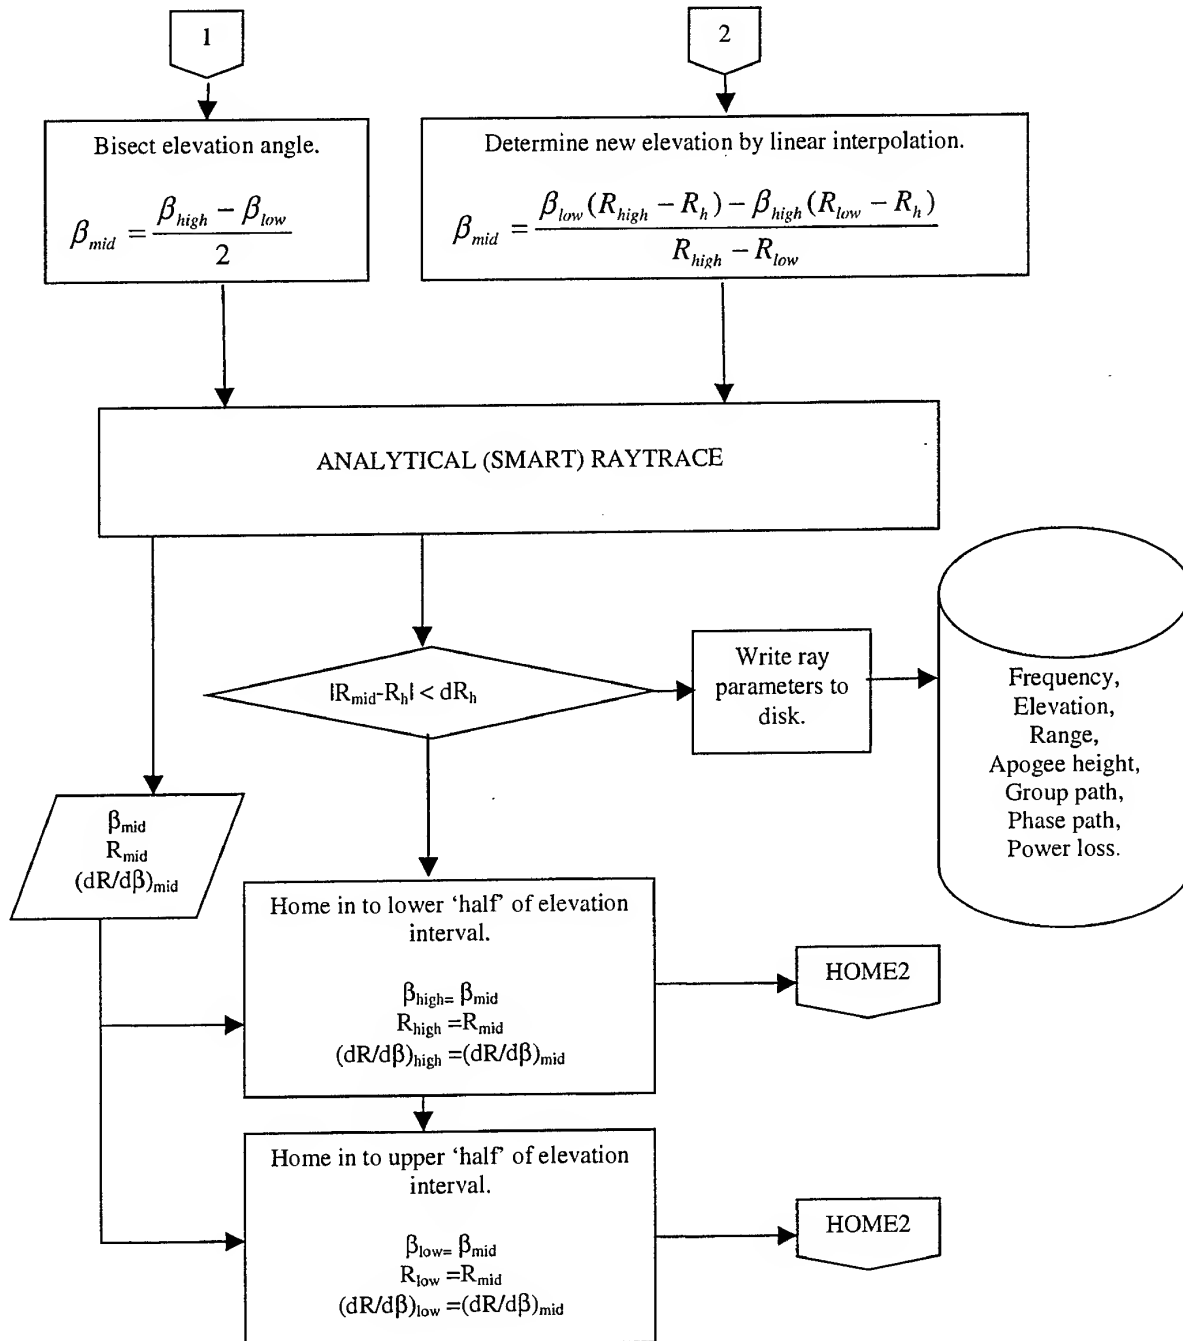 1
2
Bisect elevation angle.
β_mid = (β_high − β_low) / 2
Determine new elevation by linear interpolation.
β_mid = (β_low (R_high − R_h) − β_high (R_low − R_h)) / (R_high − R_low)
ANALYTICAL (SMART) RAYTRACE
|R_mid-R_h| < dR_h
Write ray
parameters to
disk.
Frequency,
Elevation,
Range,
Apogee height,
Group path,
Phase path,
Power loss.
β_mid
R_mid
(dR/dβ)_mid
Home in to lower ‘half’ of elevation
interval.
β_high= β_mid
R_high =R_mid
(dR/dβ)_high =(dR/dβ)_mid
HOME2
Home in to upper ‘half’ of elevation
interval.
β_low= β_mid
R_low =R_mid
(dR/dβ)_low =(dR/dβ)_mid
HOME2